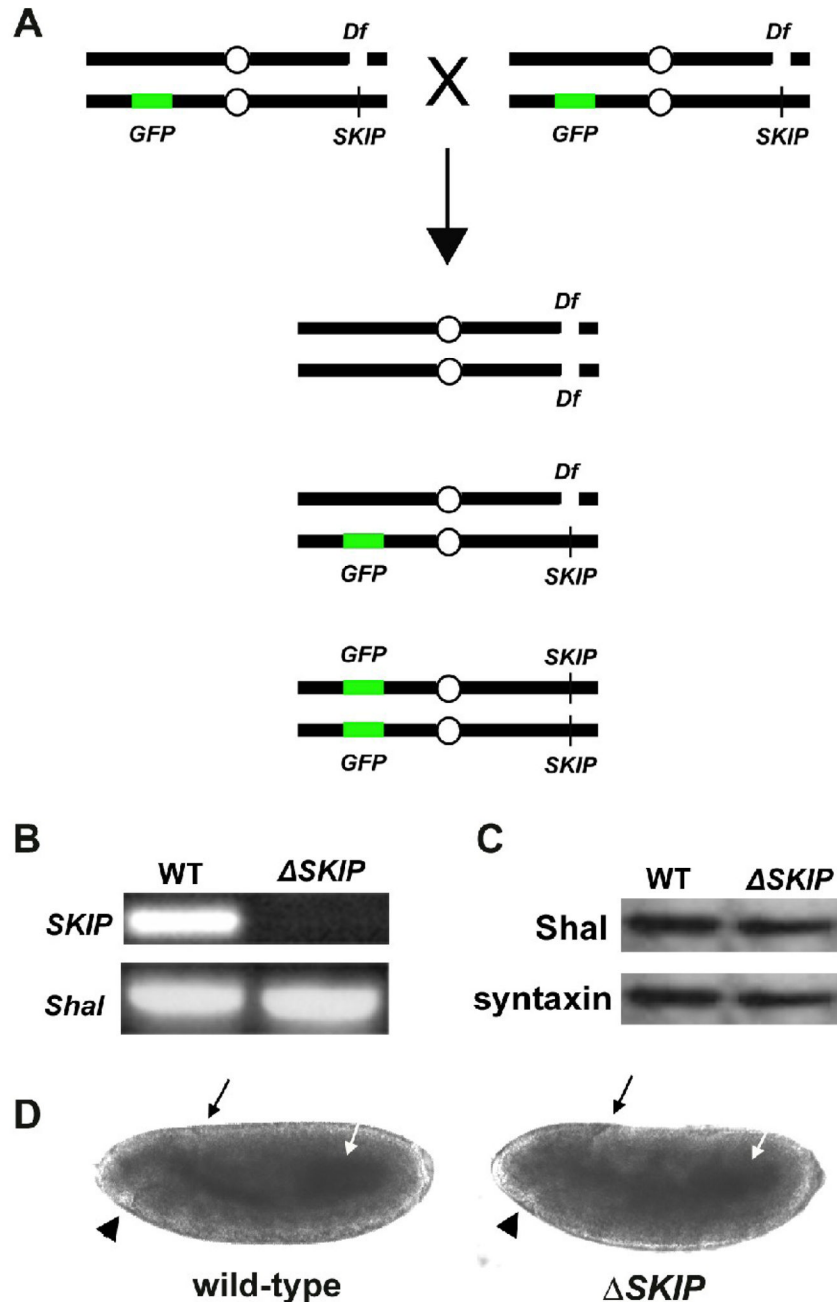 A
Df Df
X
GFP SKIP GFP SKIP
Df
Df
Df
GFP SKIP
GFP SKIP
GFP SKIP
B
WT ΔSKIP
SKIP
Shal
C
WT ΔSKIP
Shal
syntaxin
D
wild-type ΔSKIP